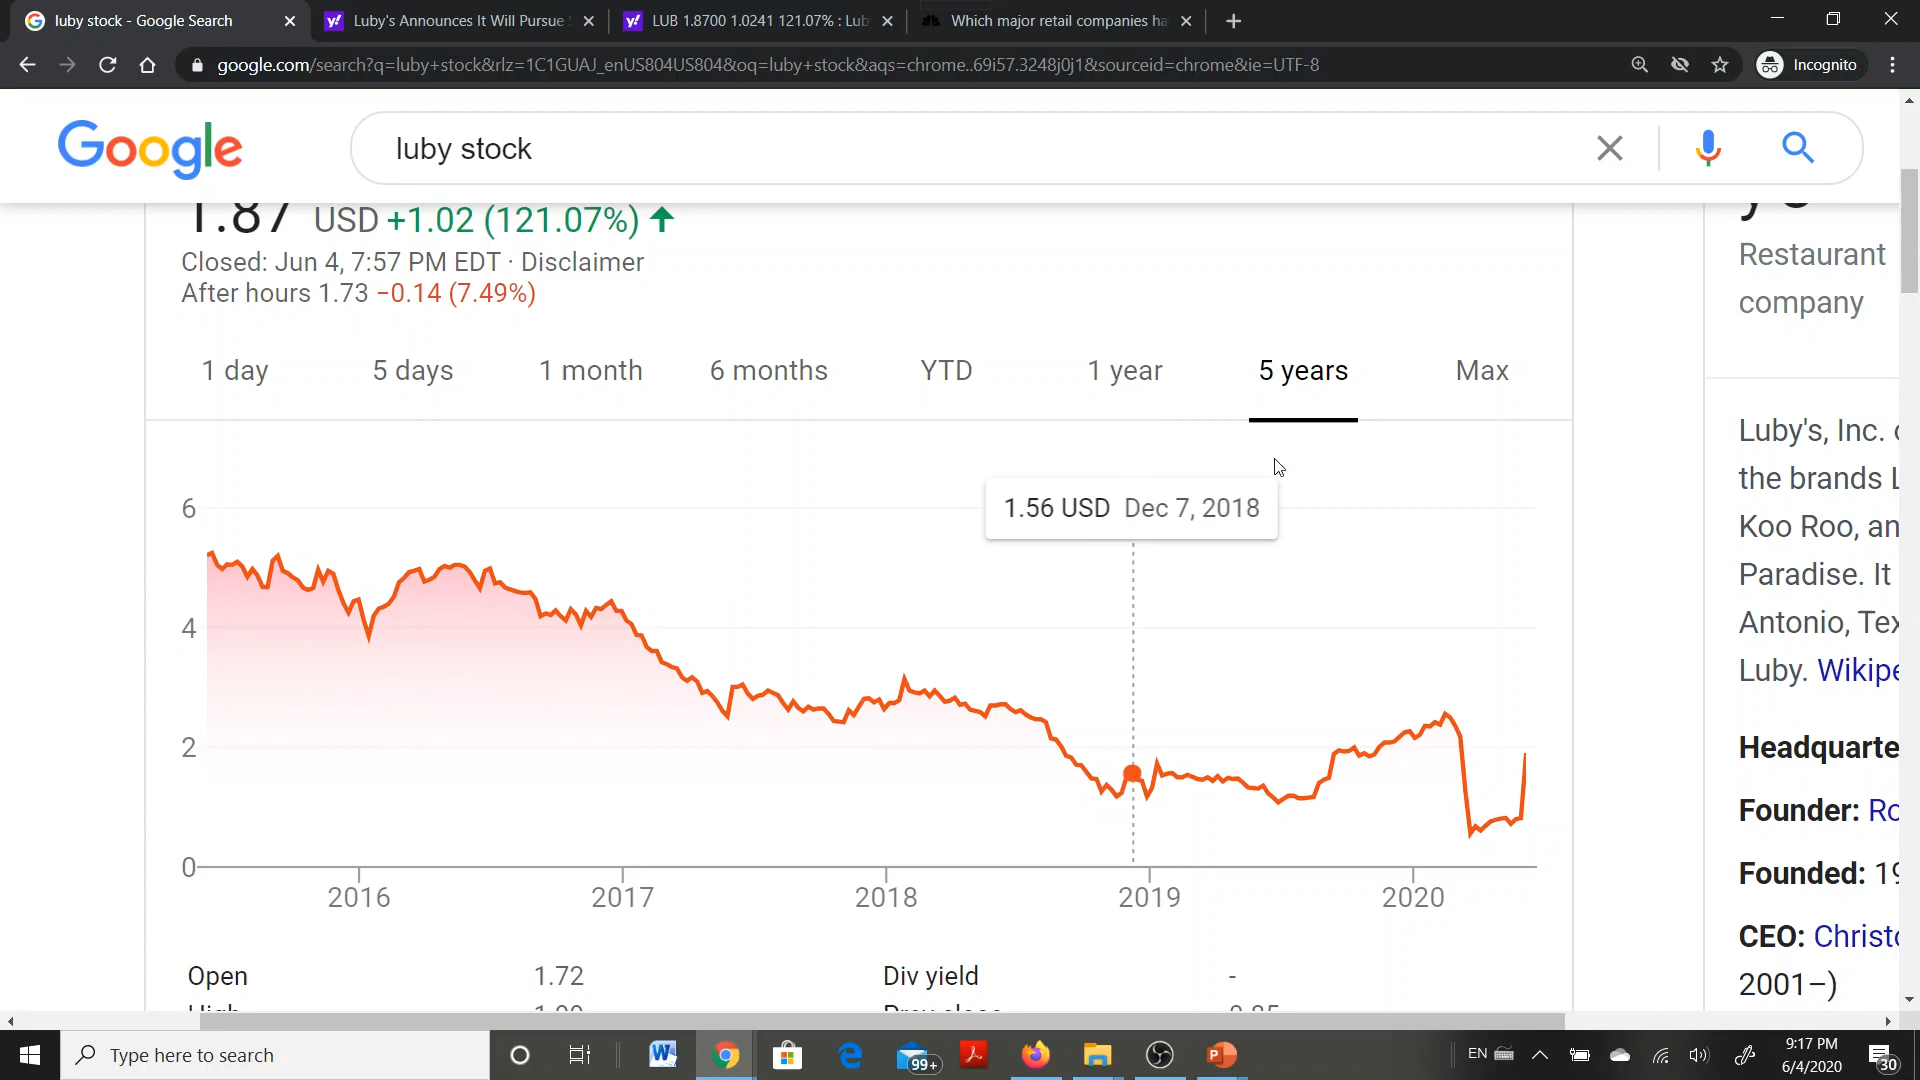 luby stock - Google Search
Luby's Announces It Will Pursue
LUB 1.8700 1.0241 121.07% : Lub
Which major retail companies ha
google.com/search?q=luby+stock&rlz=1C1GUAJ_enUS804US804&oq=luby+stock&aqs=chrome..69i57.3248j0j1&sourceid=chrome&ie=UTF-8
Incognito
Google
luby stock
1.87 USD +1.02 (121.07%)
Closed: Jun 4, 7:57 PM EDT · Disclaimer
After hours 1.73 −0.14 (7.49%)
1 day 5 days 1 month 6 months YTD 1 year 5 years Max
1.56 USD Dec 7, 2018
6
4
2
0
2016 2017 2018 2019 2020
Open 1.72 Div yield -
Restaurant
company
Luby's, Inc.
the brands L
Koo Roo, an
Paradise. It
Antonio, Tex
Luby. Wikipe
Headquarte
Founder: Ro
Founded: 19
CEO: Christo
2001–)
Type here to search
99+
EN
9:17 PM
6/4/2020
30